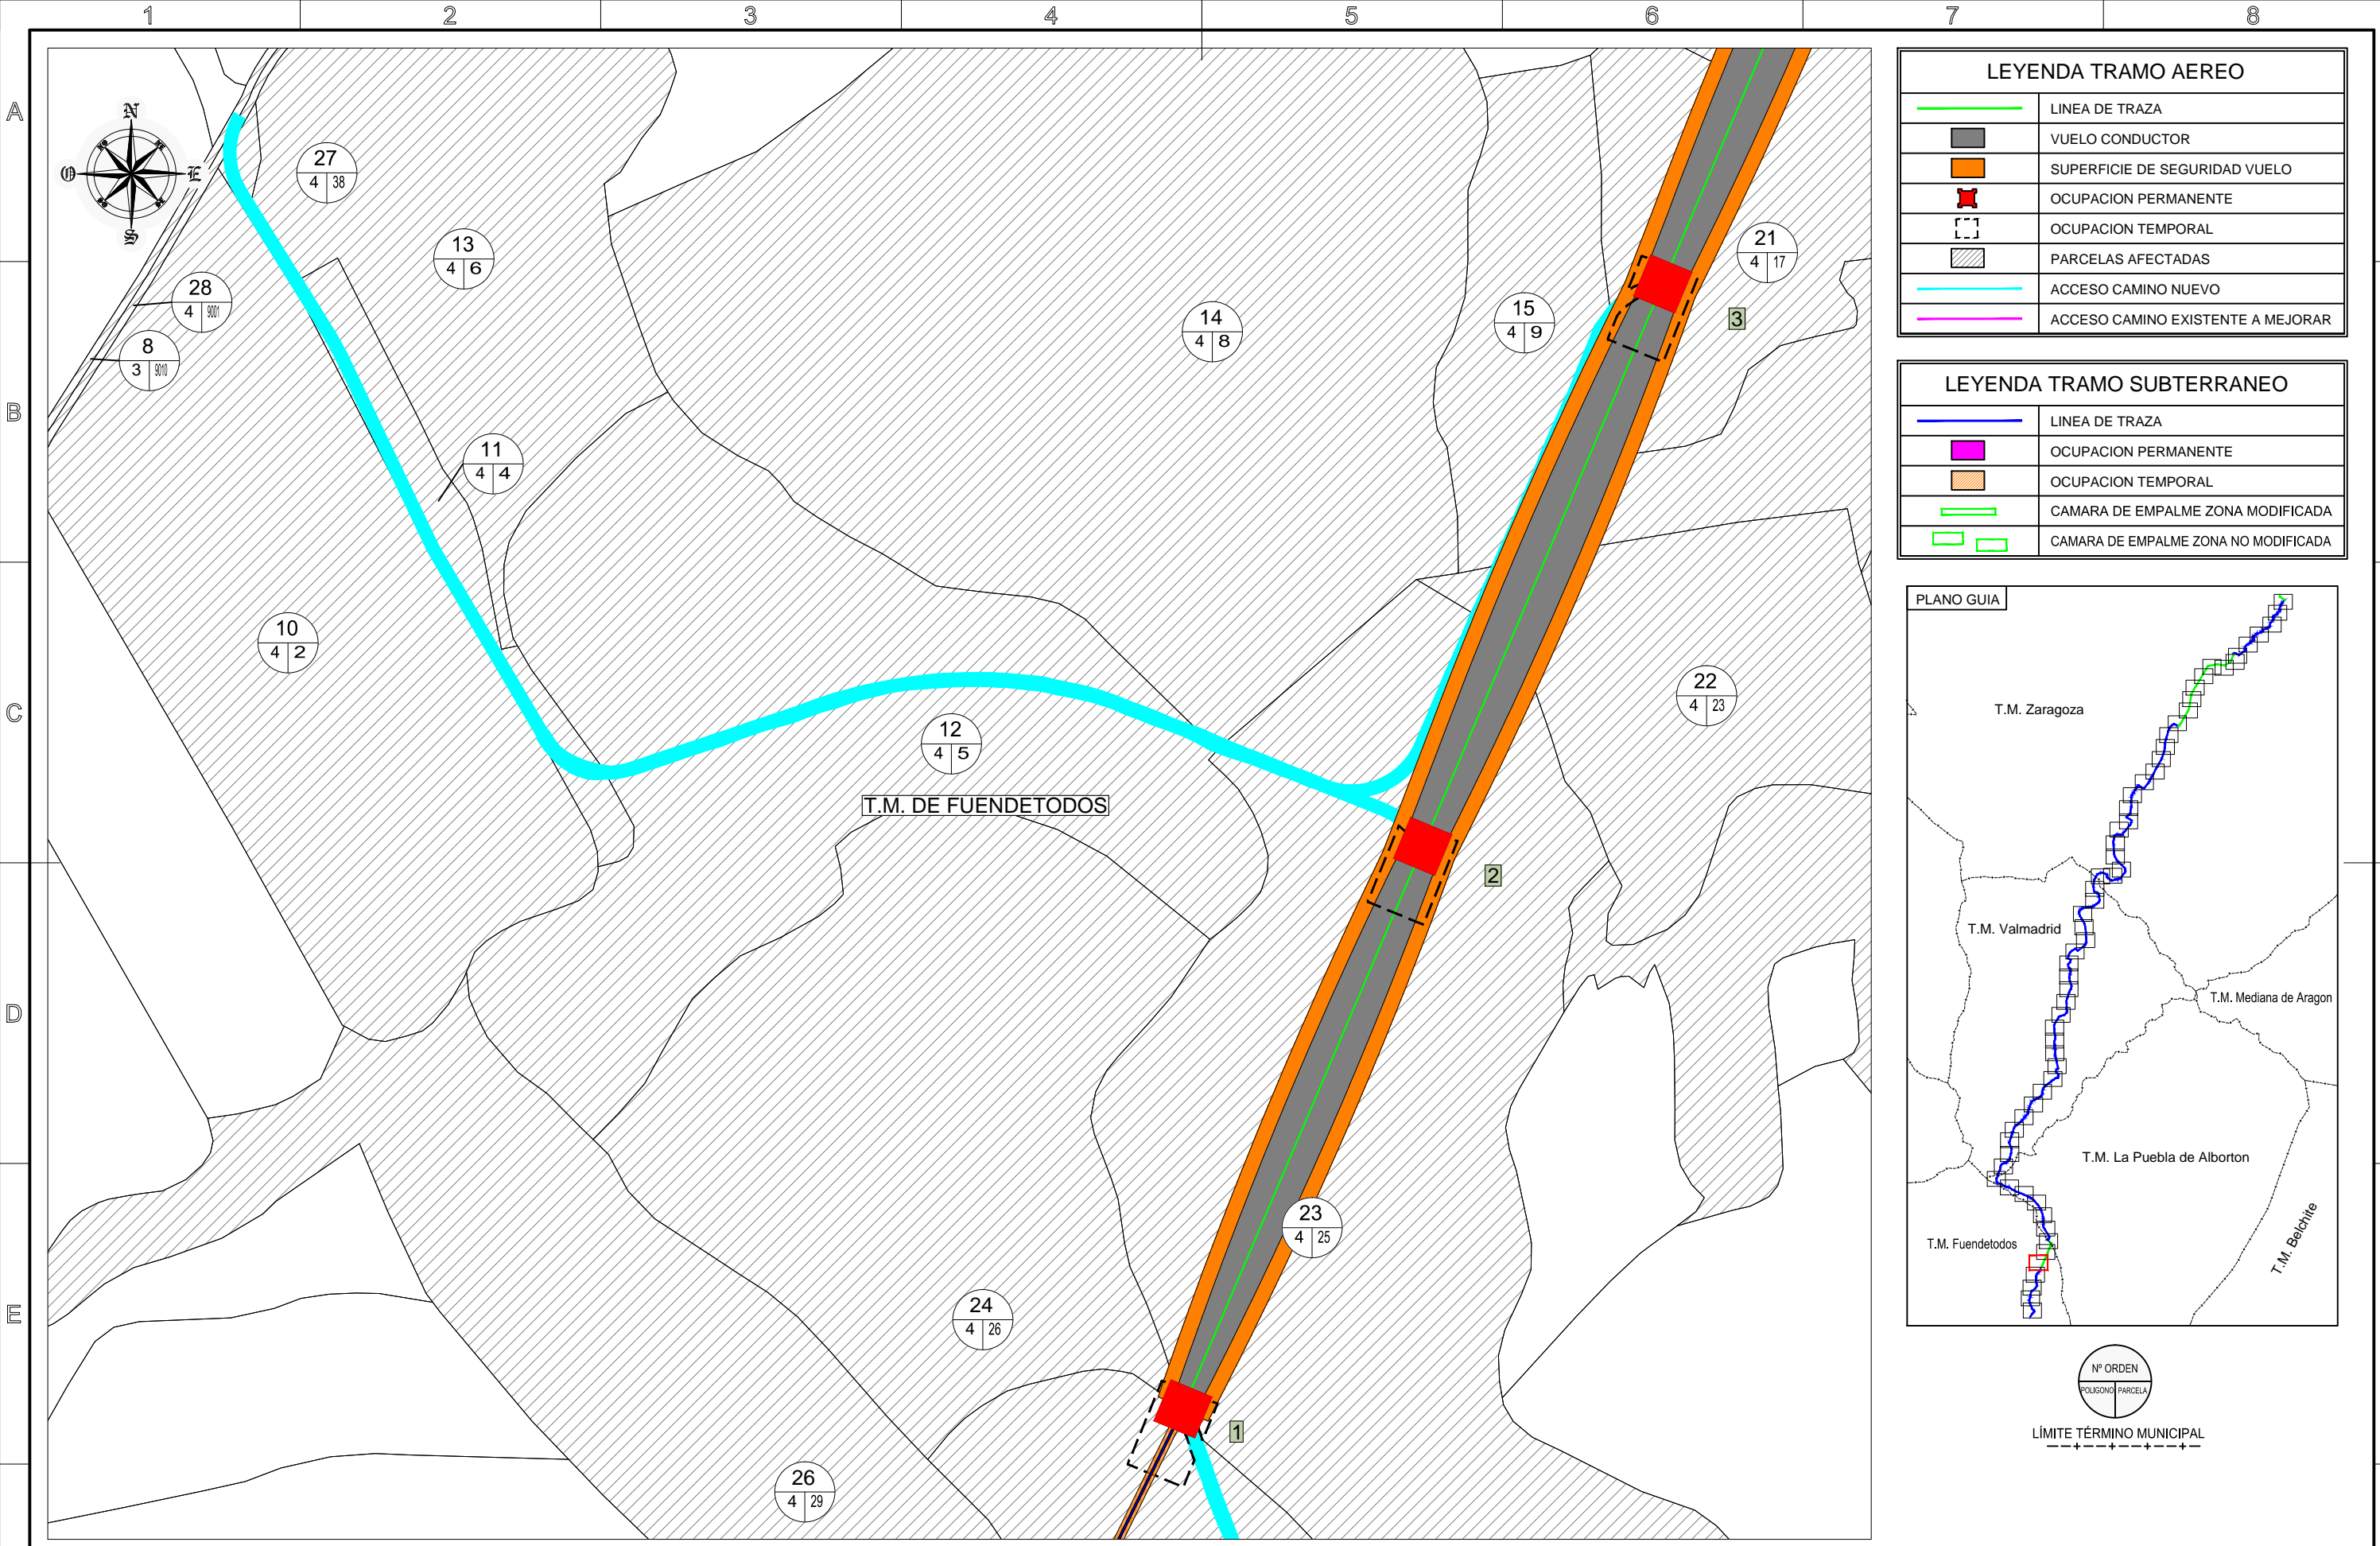 1 2 3 4 5 6 7 8
A
B
C
D
E
N
NO NE
O E
SO SE
S
27
4 38
13
4 6
28
4 9001
8
3 9010
14
4 8
15
4 9
21
4 17
3
11
4 4
10
4 2
12
4 5
22
4 23
T.M. DE FUENDETODOS
2
23
4 25
24
4 26
1
26
4 29
LEYENDA TRAMO AEREO
LINEA DE TRAZA
VUELO CONDUCTOR
SUPERFICIE DE SEGURIDAD VUELO
OCUPACION PERMANENTE
OCUPACION TEMPORAL
PARCELAS AFECTADAS
ACCESO CAMINO NUEVO
ACCESO CAMINO EXISTENTE A MEJORAR
LEYENDA TRAMO SUBTERRANEO
LINEA DE TRAZA
OCUPACION PERMANENTE
OCUPACION TEMPORAL
CAMARA DE EMPALME ZONA MODIFICADA
CAMARA DE EMPALME ZONA NO MODIFICADA
PLANO GUIA
T.M. Zaragoza
T.M. Valmadrid
T.M. Mediana de Aragon
T.M. La Puebla de Alborton
T.M. Fuendetodos
T.M. Belchite
Nº ORDEN
POLIGONO PARCELA
LÍMITE TÉRMINO MUNICIPAL